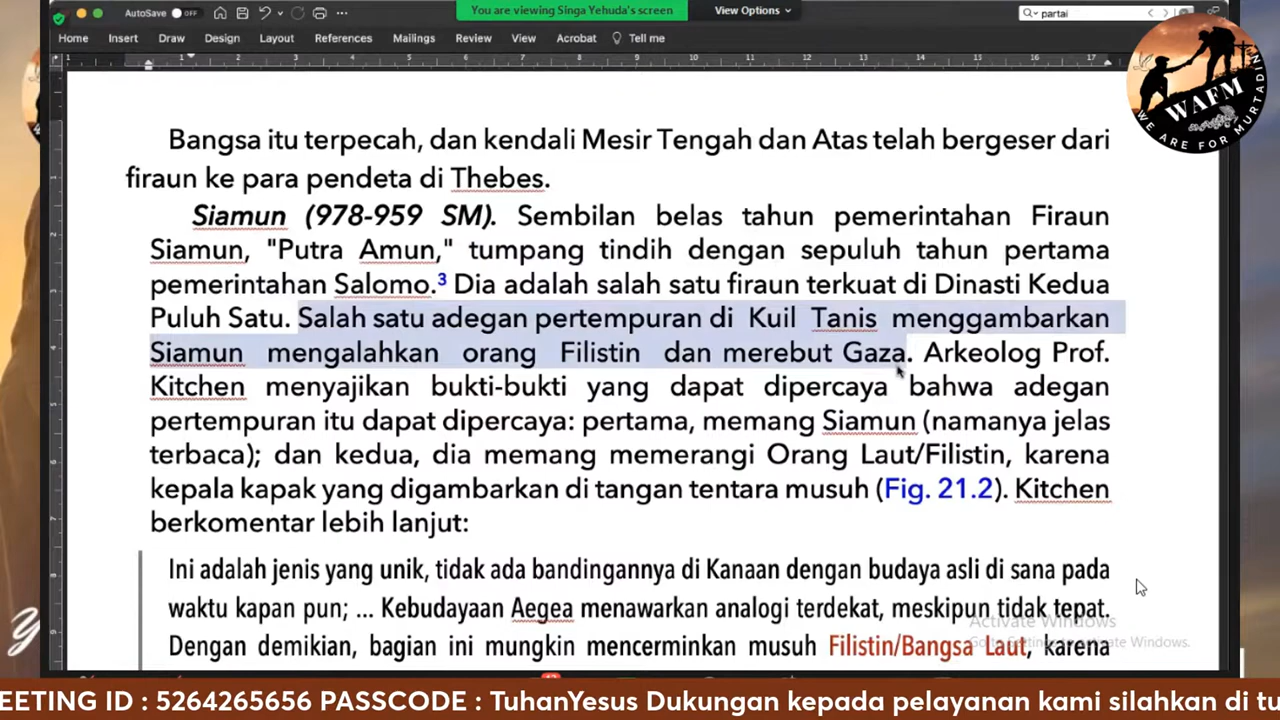 AutoSave OFF
You are viewing Singa Yehuda's screen
View Options
partai
Home Insert Draw Design Layout References Mailings Review View Acrobat Tell me
WAFM
WE ARE FOR MURTADIN
Bangsa itu terpecah, dan kendali Mesir Tengah dan Atas telah bergeser dari
firaun ke para pendeta di Thebes.
Siamun (978-959 SM). Sembilan belas tahun pemerintahan Firaun
Siamun, "Putra Amun," tumpang tindih dengan sepuluh tahun pertama
pemerintahan Salomo.3 Dia adalah salah satu firaun terkuat di Dinasti Kedua
Puluh Satu. Salah satu adegan pertempuran di Kuil Tanis menggambarkan
Siamun mengalahkan orang Filistin dan merebut Gaza. Arkeolog Prof.
Kitchen menyajikan bukti-bukti yang dapat dipercaya bahwa adegan
pertempuran itu dapat dipercaya: pertama, memang Siamun (namanya jelas
terbaca); dan kedua, dia memang memerangi Orang Laut/Filistin, karena
kepala kapak yang digambarkan di tangan tentara musuh (Fig. 21.2). Kitchen
berkomentar lebih lanjut:
Ini adalah jenis yang unik, tidak ada bandingannya di Kanaan dengan budaya asli di sana pada
waktu kapan pun; ... Kebudayaan Aegea menawarkan analogi terdekat, meskipun tidak tepat.
Dengan demikian, bagian ini mungkin mencerminkan musuh Filistin/Bangsa Laut, karena
Activate Windows
Go to Settings to activate Windows.
EETING ID : 5264265656 PASSCODE : TuhanYesus Dukungan kepada pelayanan kami silahkan di tu